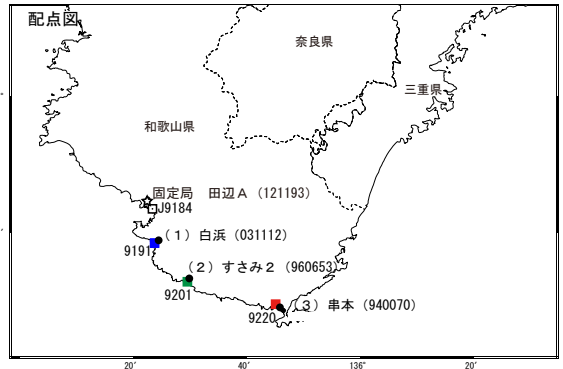 配点図
奈良県
三重県
和歌山県
固定局 田辺A (121193)
J9184
(1) 白浜 (031112)
9191
(2) すさみ2 (960653)
9201
(3) 串本 (940070)
9220
20' 40' 136° 20'